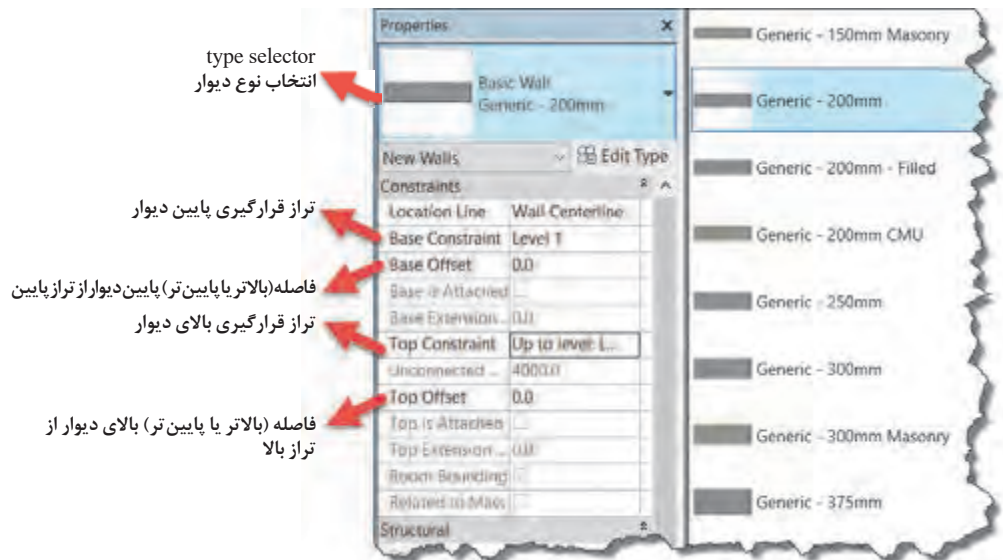 type selector
انتخاب نوع دیوار
تراز قرارگیری پایین دیوار
فاصله (بالاتر یا پایین‌تر) پایین دیوار از تراز پایین
تراز قرارگیری بالای دیوار
فاصله (بالاتر یا پایین‌تر) بالای دیوار از
تراز بالا
Properties
Basic Wall
Generic - 200mm
New Walls
Edit Type
Constraints
Location Line Wall Centerline
Base Constraint Level 1
Base Offset 0.0
Base is Attached
Base Extension... 0.0
Top Constraint Up to level: L...
Unconnected ... 4000.0
Top Offset 0.0
Top is Attached
Top Extension ... 0.0
Room Bounding
Related to Mass
Structural
Generic - 150mm Masonry
Generic - 200mm
Generic - 200mm - Filled
Generic - 200mm CMU
Generic - 250mm
Generic - 300mm
Generic - 300mm Masonry
Generic - 375mm